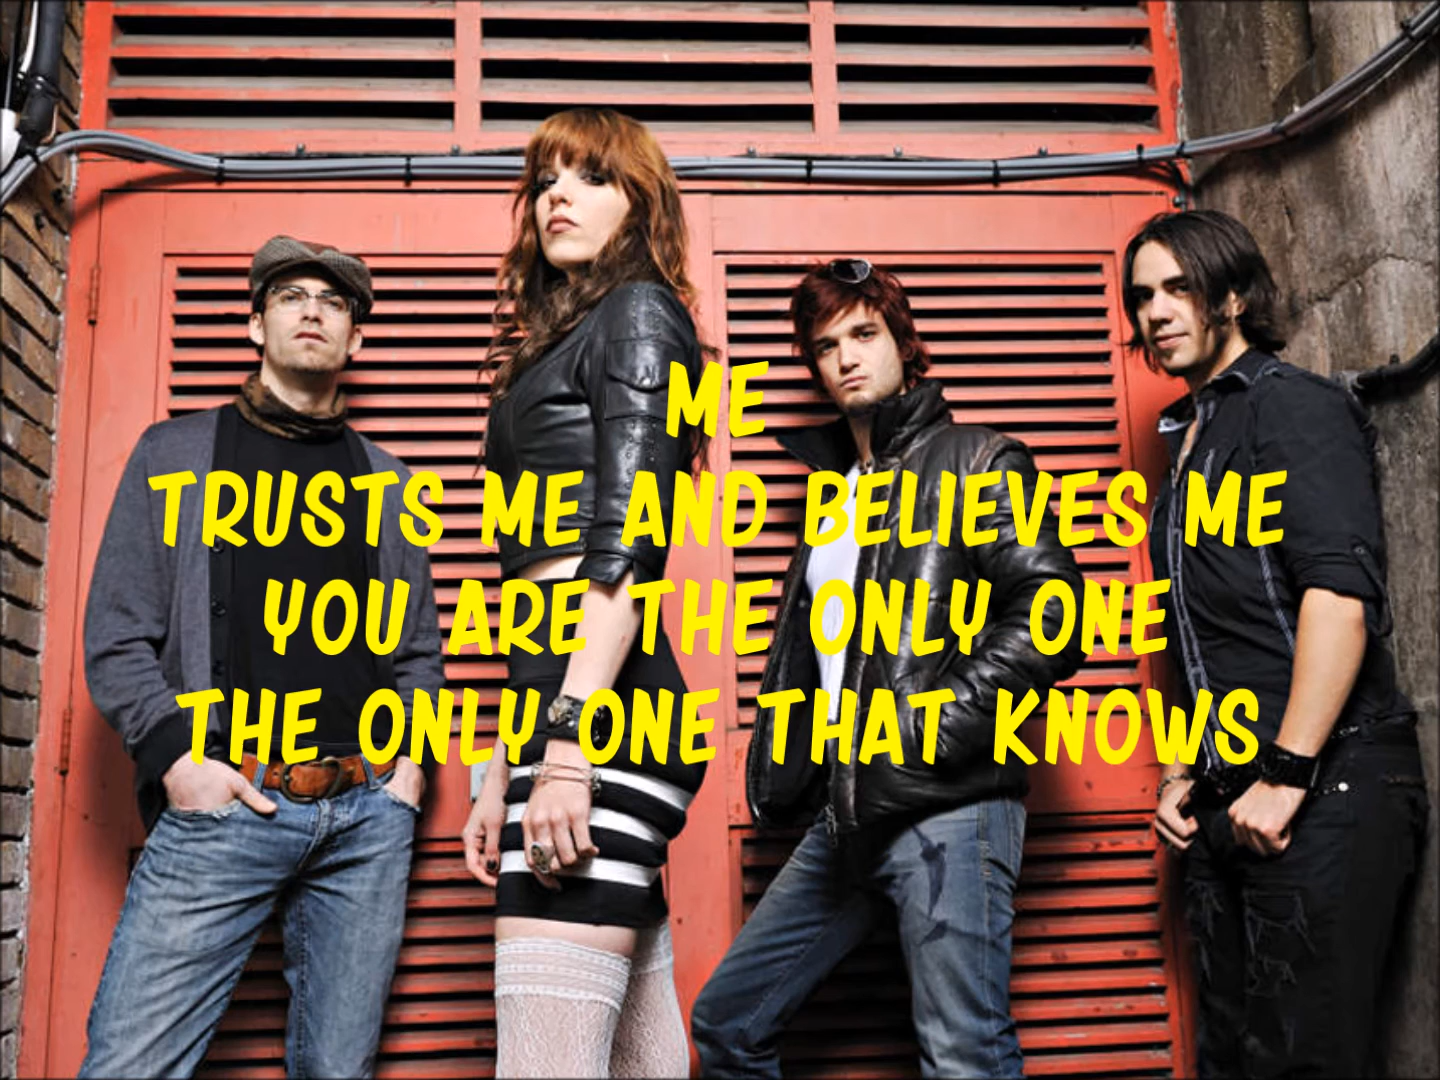 ME
TRUSTS ME AND BELIEVES ME
YOU ARE THE ONLY ONE
THE ONLY ONE THAT KNOWS